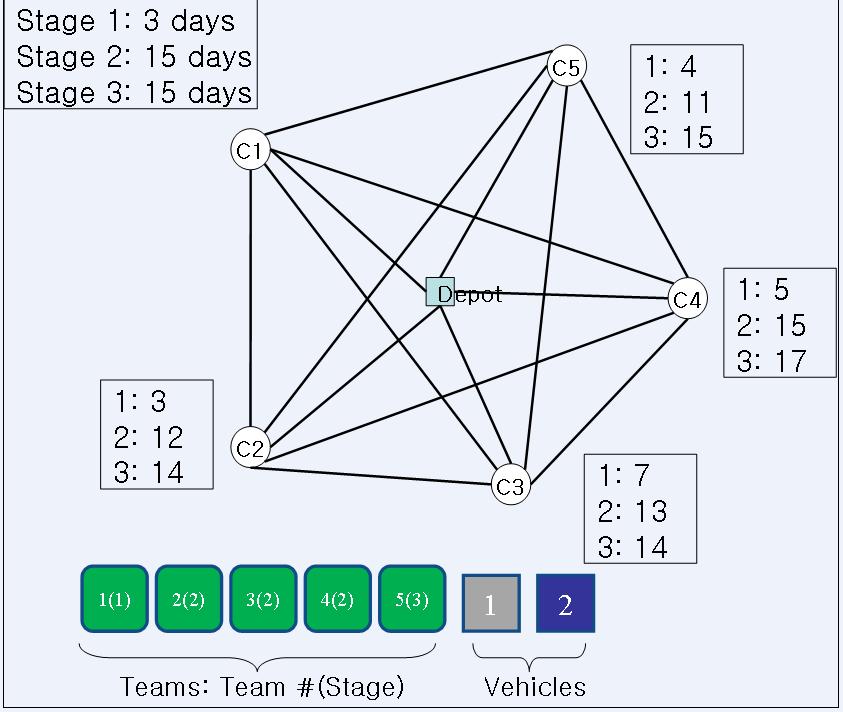 Stage 1: 3 days
Stage 2: 15 days
Stage 3: 15 days
C5
1: 4
2: 11
3: 15
C1
Depot
C4
1: 5
2: 15
3: 17
1: 3
2: 12
3: 14
C2
C3
1: 7
2: 13
3: 14
1(1) 2(2) 3(2) 4(2) 5(3) 1 2
Teams: Team #(Stage) Vehicles